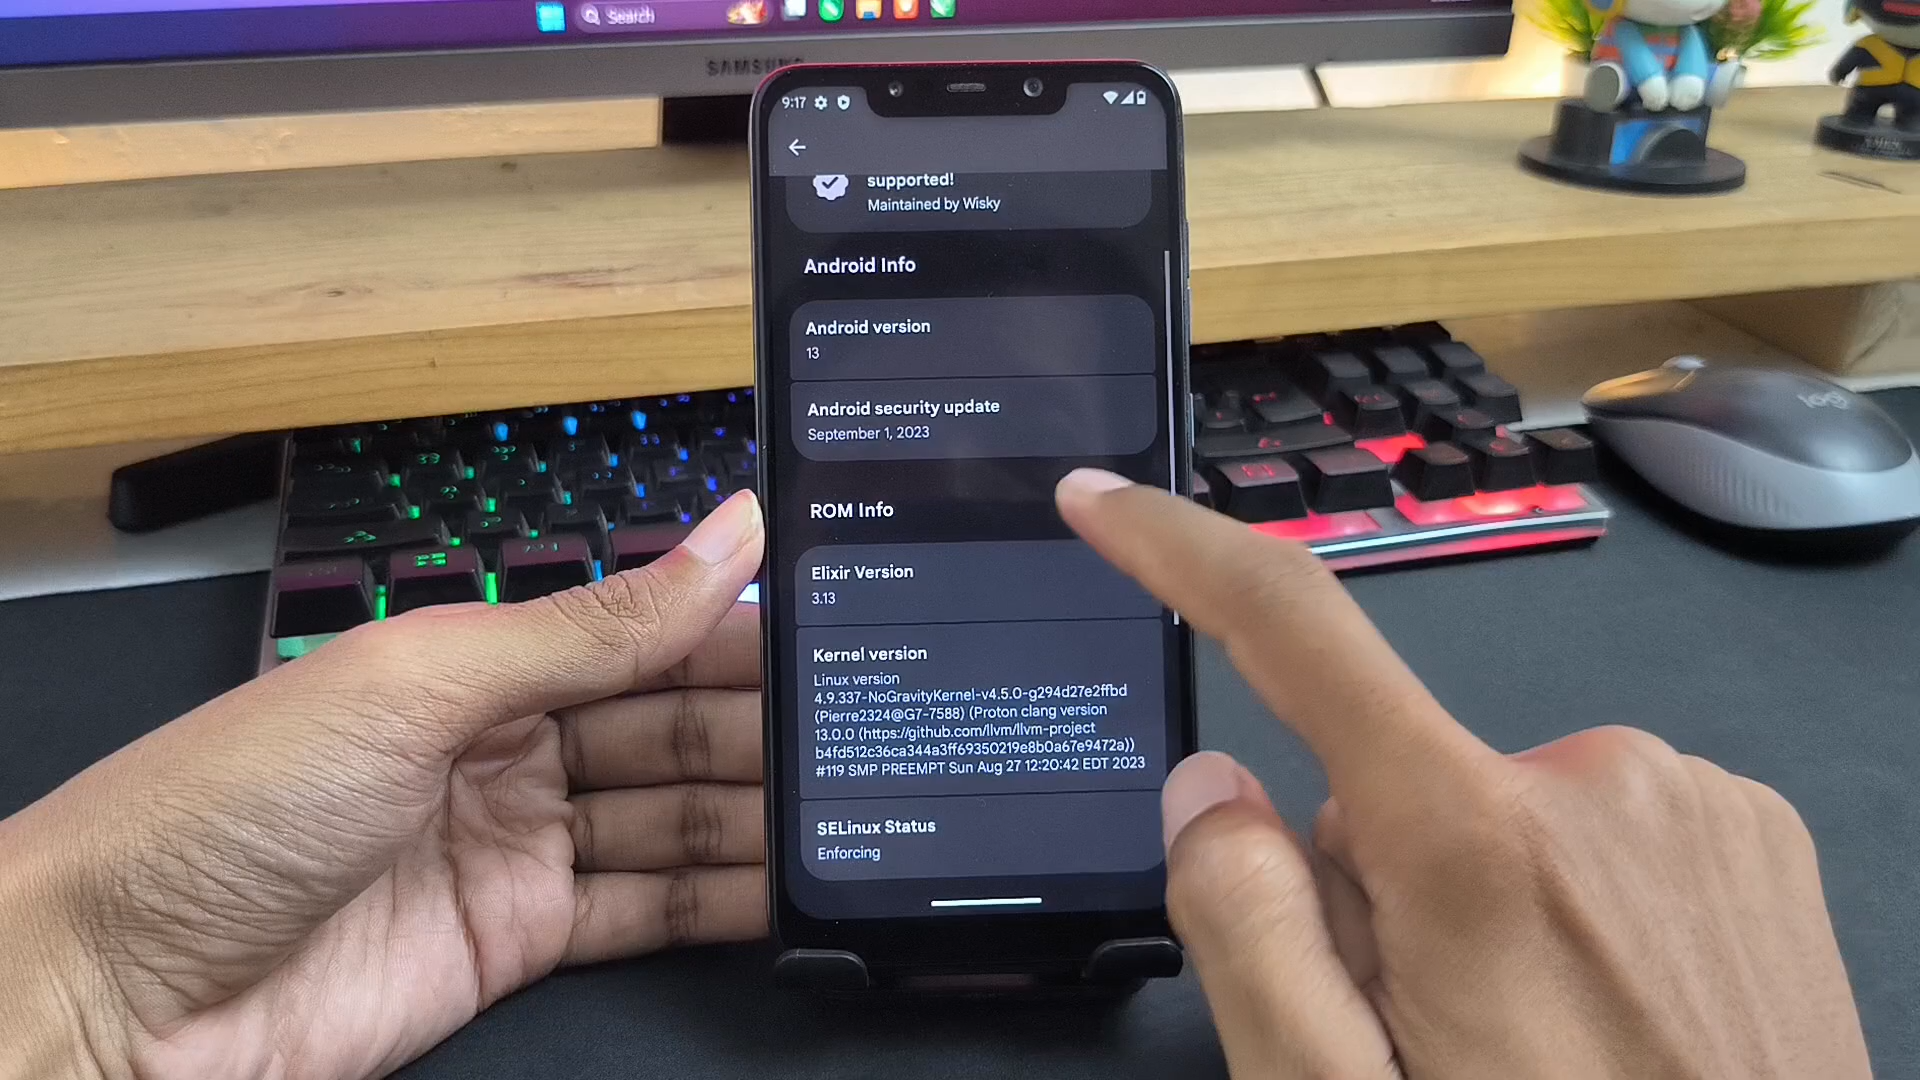 Search
SAMSUNG
9:17
supported!
Maintained by Wisky
Android Info
Android version
13
Android security update
September 1, 2023
ROM Info
Elixir Version
3.13
Kernel version
Linux version
4.9.337-NoGravityKernel-v4.5.0-g294d27e2ffbd
(Pierre2324@G7-7588) (Proton clang version
13.0.0 (https://github.com/llvm/llvm-project
b4fd512c36ca344a3ff69350219e8b0a67e9472a))
#119 SMP PREEMPT Sun Aug 27 12:20:42 EDT 2023
SELinux Status
Enforcing
logi